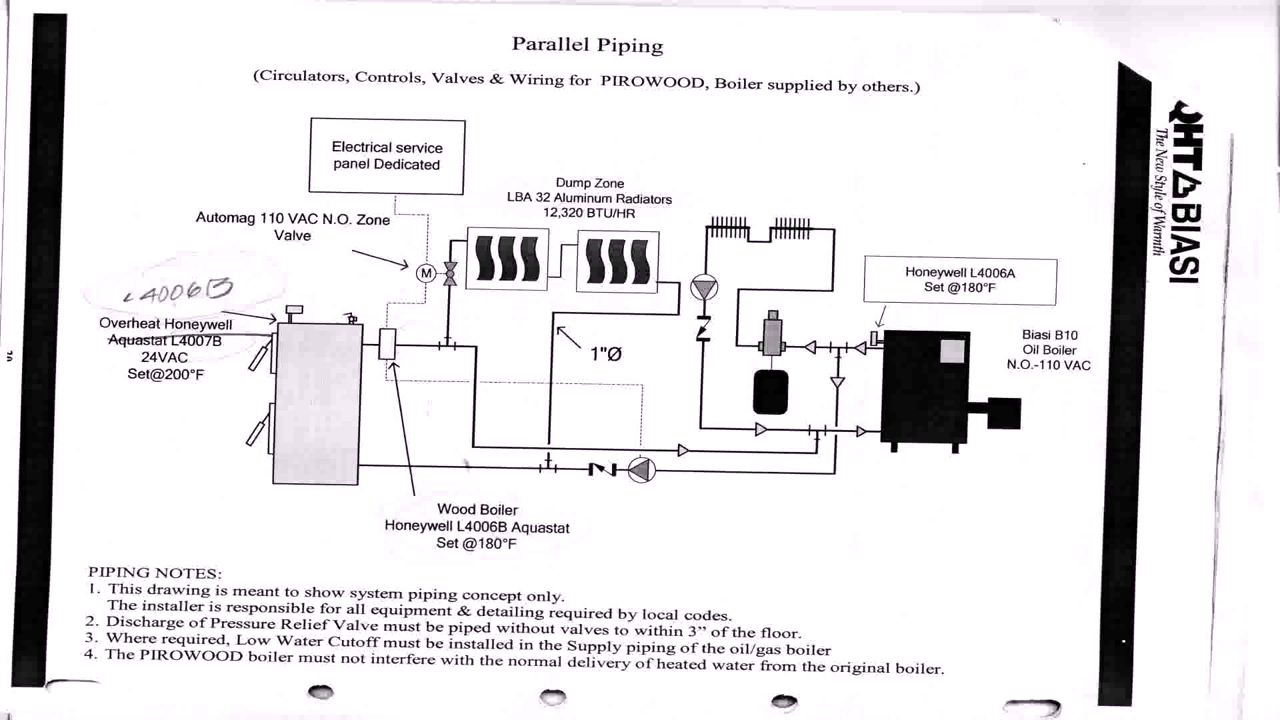 Parallel Piping
(Circulators, Controls, Valves & Wiring for PIROWOOD, Boiler supplied by others.)
Electrical service
panel Dedicated
Dump Zone
LBA 32 Aluminum Radiators
12,320 BTU/HR
Automag 110 VAC N.O. Zone
Valve
M
L4006B
Overheat Honeywell
Aquastat L4007B
24VAC
Set@200°F
1"Ø
Honeywell L4006A
Set @180°F
Biasi B10
Oil Boiler
N.O.-110 VAC
Wood Boiler
Honeywell L4006B Aquastat
Set @180°F
PIPING NOTES:
1. This drawing is meant to show system piping concept only.
The installer is responsible for all equipment & detailing required by local codes.
2. Discharge of Pressure Relief Valve must be piped without valves to within 3” of the floor.
3. Where required, Low Water Cutoff must be installed in the Supply piping of the oil/gas boiler
4. The PIROWOOD boiler must not interfere with the normal delivery of heated water from the original boiler.
QHT BIASI
The New Style of Warmth